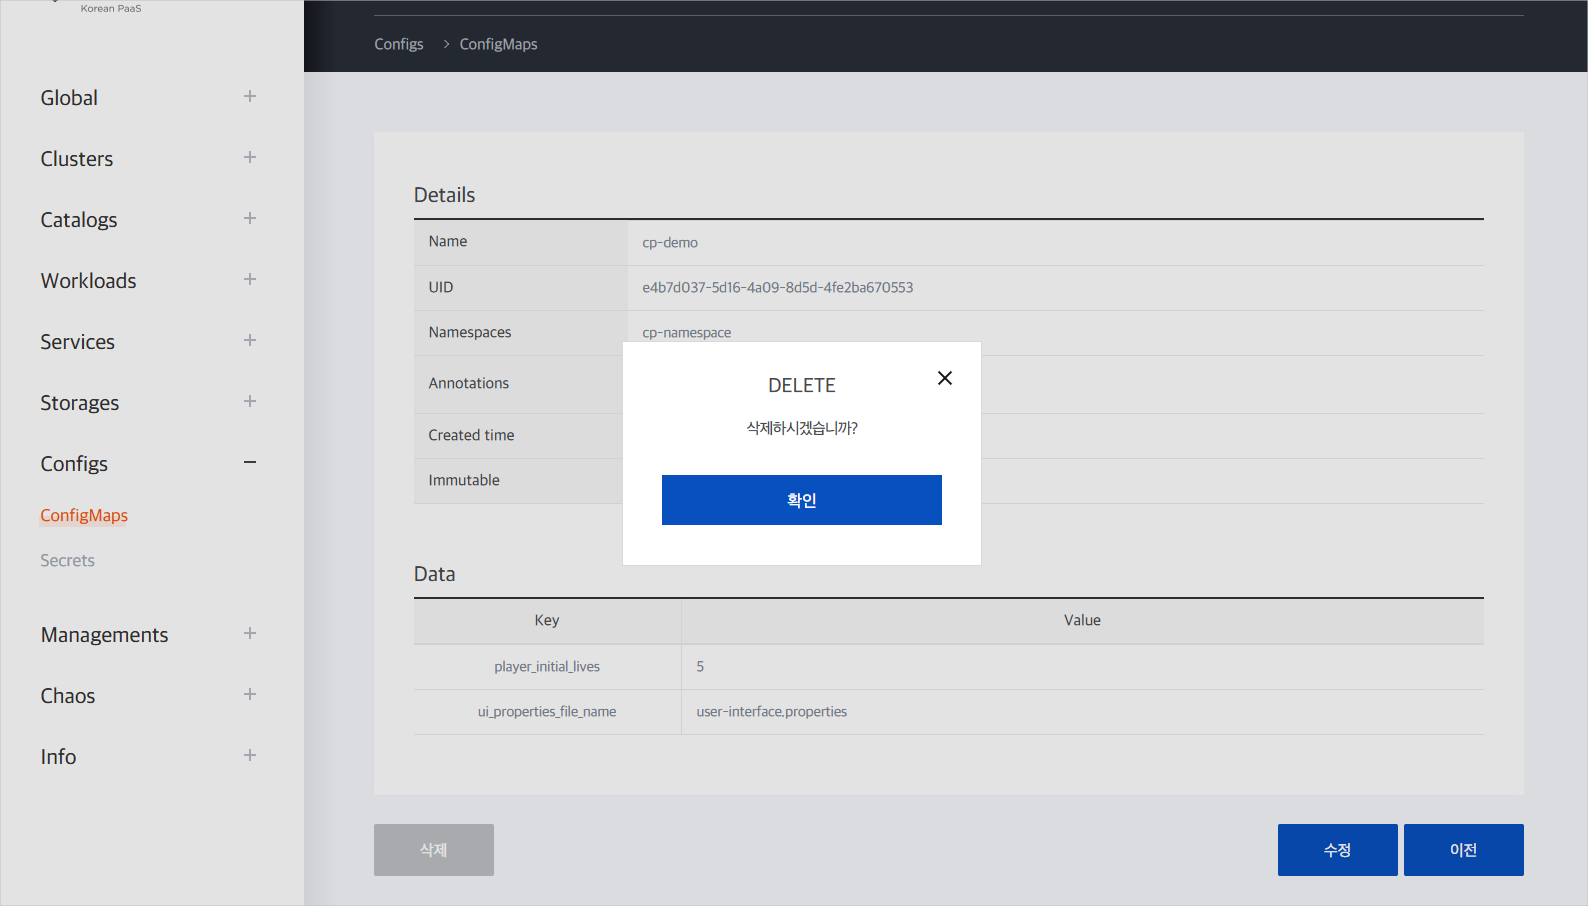 Korean PaaS
Global
Clusters
Catalogs
Workloads
Services
Storages
Configs
ConfigMaps
Secrets
Managements
Chaos
Info
Configs > ConfigMaps
Details
Name cp-demo
UID e4b7d037-5d16-4a09-8d5d-4fe2ba670553
Namespaces cp-namespace
Annotations
Created time
Immutable
DELETE
삭제하시겠습니까?
확인
Data
Key Value
player_initial_lives 5
ui_properties_file_name user-interface.properties
삭제 수정 이전